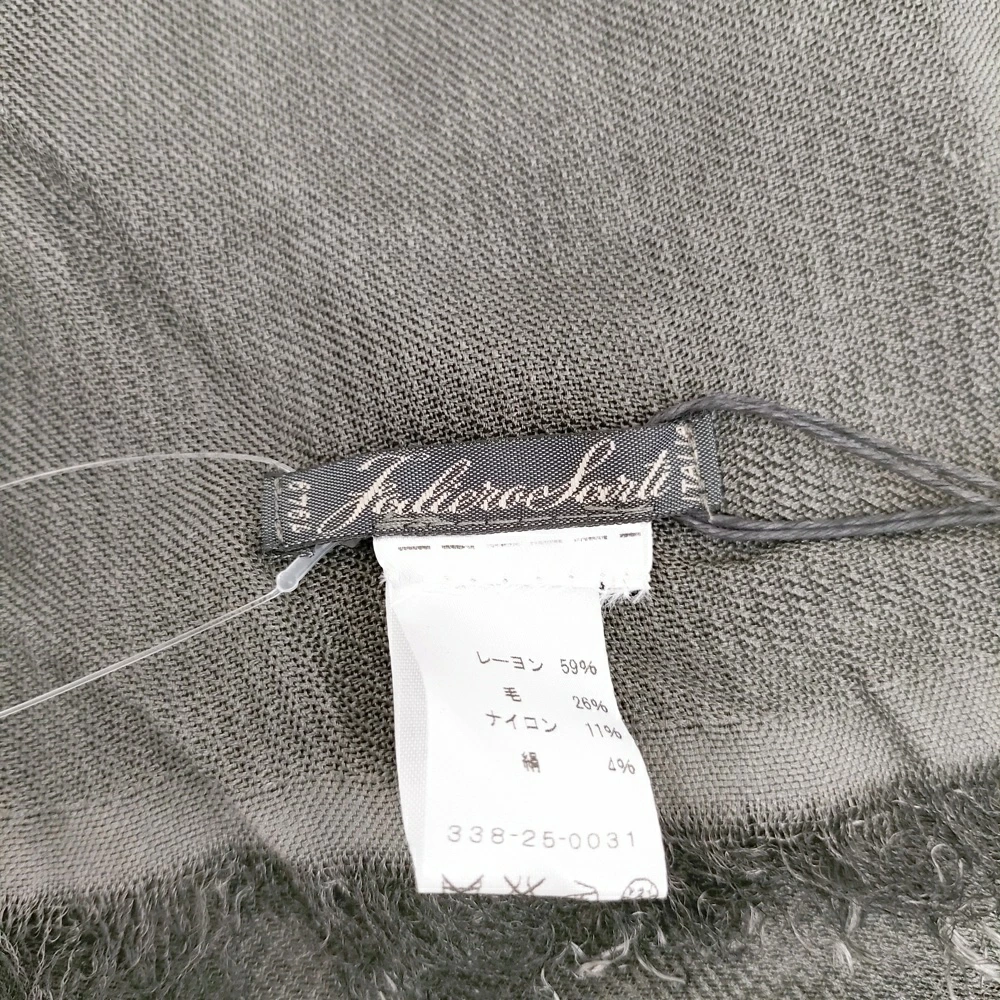 Faliero Sarti
ITALY
レーヨン 59%
毛 26%
ナイロン 11%
絹 4%
338-25-0031